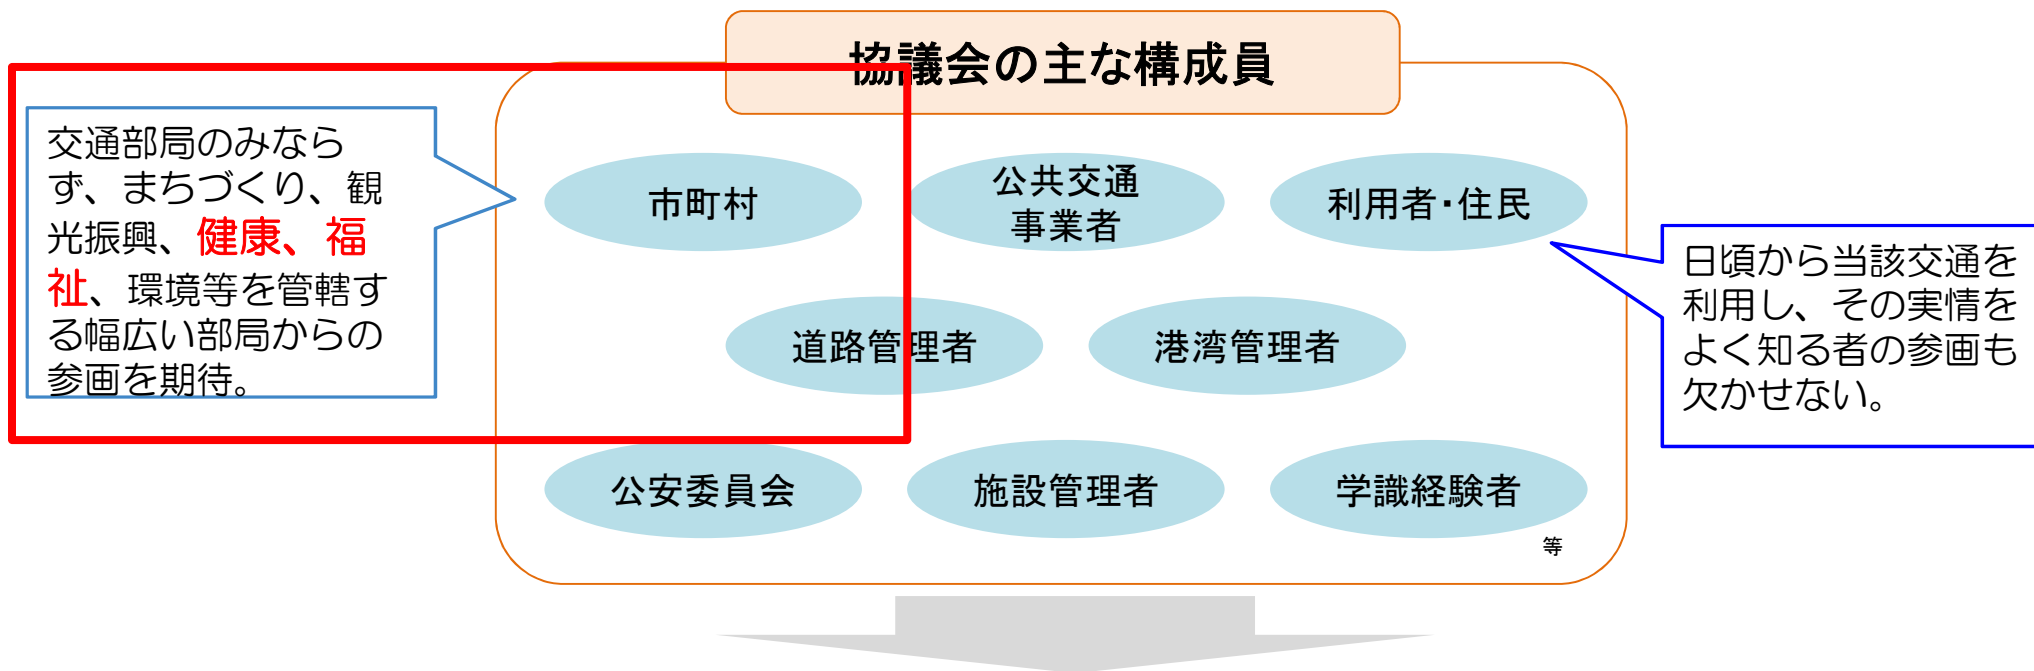 協議会の主な構成員
交通部局のみなら
ず、まちづくり、観
光振興、健康、福
祉、環境等を管轄す
る幅広い部局からの
参画を期待。
市町村
公共交通
事業者
利用者・住民
道路管理者
港湾管理者
公安委員会
施設管理者
学識経験者
等
日頃から当該交通を
利用し、その実情を
よく知る者の参画も
欠かせない。